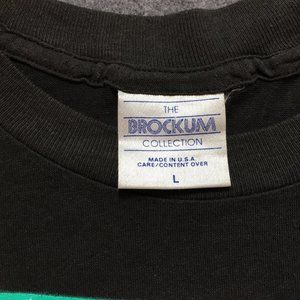 THE
BROCKUM
COLLECTION
MADE IN U.S.A.
CARE/CONTENT OVER
L